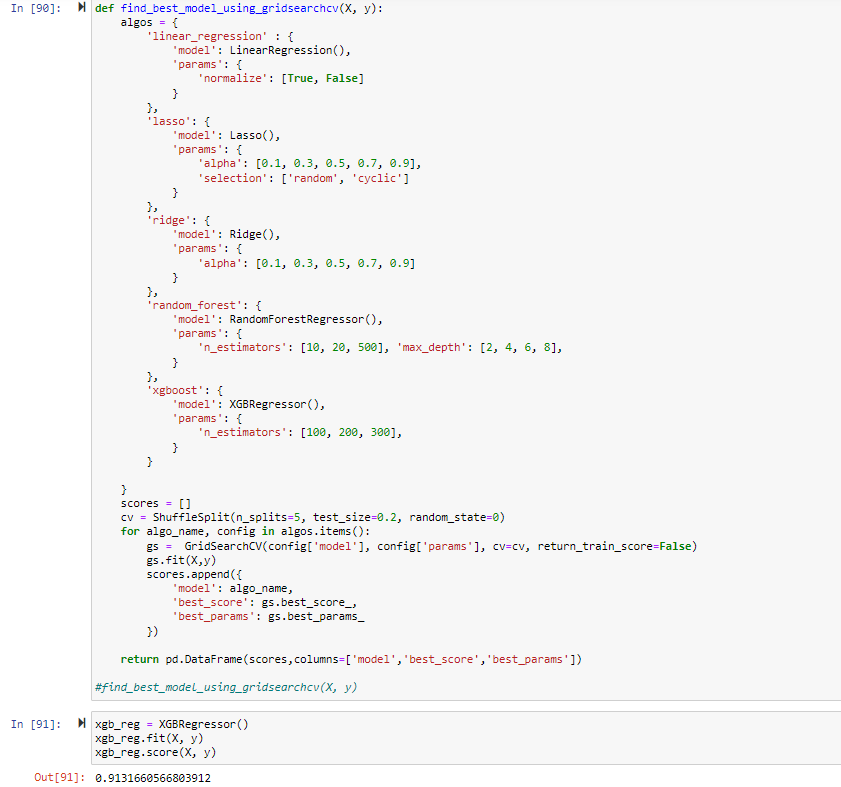 In [90]: def find_best_model_using_gridsearchcv(X, y):
    algos = {
        'linear_regression' : {
            'model': LinearRegression(),
            'params': {
                'normalize': [True, False]
            }
        },
        'lasso': {
            'model': Lasso(),
            'params': {
                'alpha': [0.1, 0.3, 0.5, 0.7, 0.9],
                'selection': ['random', 'cyclic']
            }
        },
        'ridge': {
            'model': Ridge(),
            'params': {
                'alpha': [0.1, 0.3, 0.5, 0.7, 0.9]
            }
        },
        'random_forest': {
            'model': RandomForestRegressor(),
            'params': {
                'n_estimators': [10, 20, 500], 'max_depth': [2, 4, 6, 8],
            }
        },
        'xgboost': {
            'model': XGBRegressor(),
            'params': {
                'n_estimators': [100, 200, 300],
            }
        }

    }
    scores = []
    cv = ShuffleSplit(n_splits=5, test_size=0.2, random_state=0)
    for algo_name, config in algos.items():
        gs =  GridSearchCV(config['model'], config['params'], cv=cv, return_train_score=False)
        gs.fit(X,y)
        scores.append({
            'model': algo_name,
            'best_score': gs.best_score_,
            'best_params': gs.best_params_
        })

    return pd.DataFrame(scores,columns=['model','best_score','best_params'])

#find_best_model_using_gridsearchcv(X, y)
In [91]: xgb_reg = XGBRegressor()
xgb_reg.fit(X, y)
xgb_reg.score(X, y)
Out[91]: 0.9131660566803912